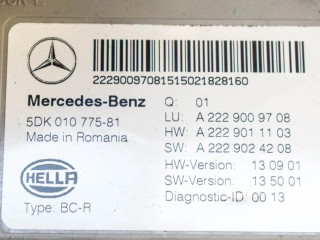 22290097081515021828160
Mercedes-Benz Q: 01
5DK 010 775-81 LU: A 222 900 9708
Made in Romania HW: A 222 901 11 03
SW: A 222 902 42 08
HELLA HW-Version: 13 09 01
SW-Version: 13 50 01
Type: BC-R Diagnostic-ID: 00 13